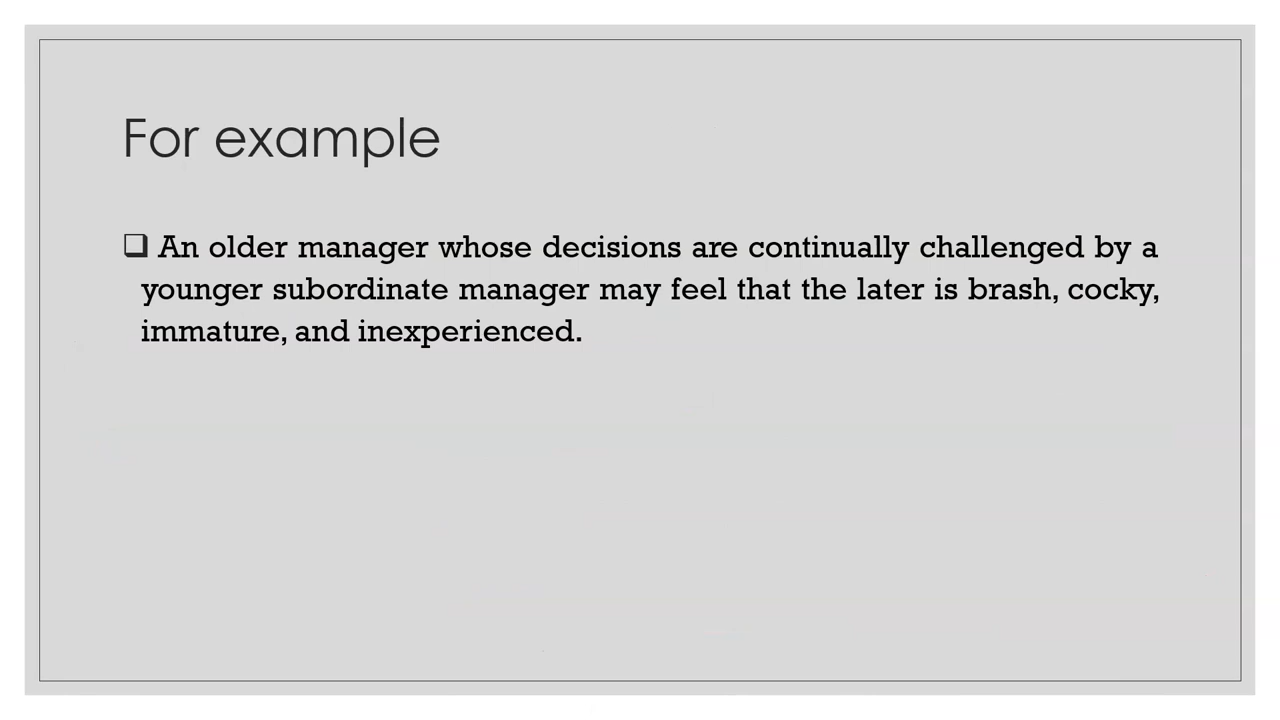 For example
❑ An older manager whose decisions are continually challenged by a
younger subordinate manager may feel that the later is brash, cocky,
immature, and inexperienced.